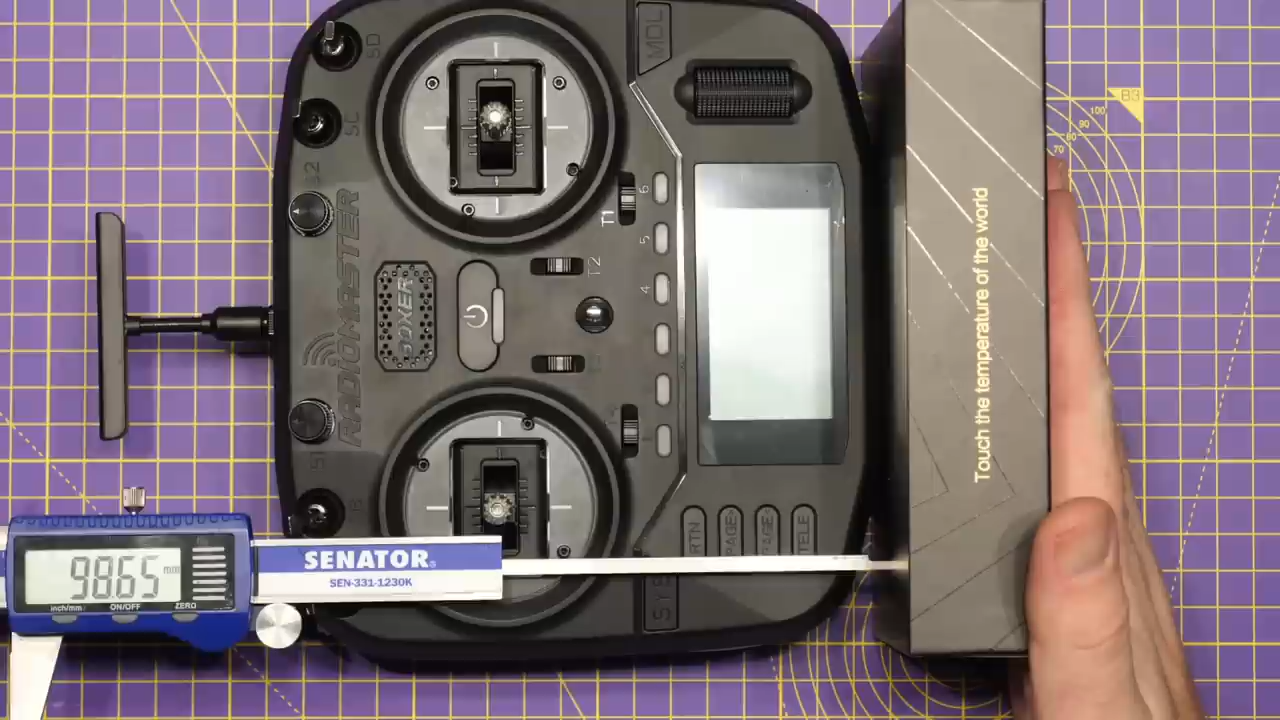 SD
SC
S2
RADIOMASTER
BOXER
S1
T1
T2
6
5
4
MDL
SYS
RTN
PAGE
PAGE
TELE
Touch the temperature of the world
B3
100
90
80
70
98.65 mm
inch/mm
ON/OFF
ZERO
SENATOR®
SEN-331-1230K